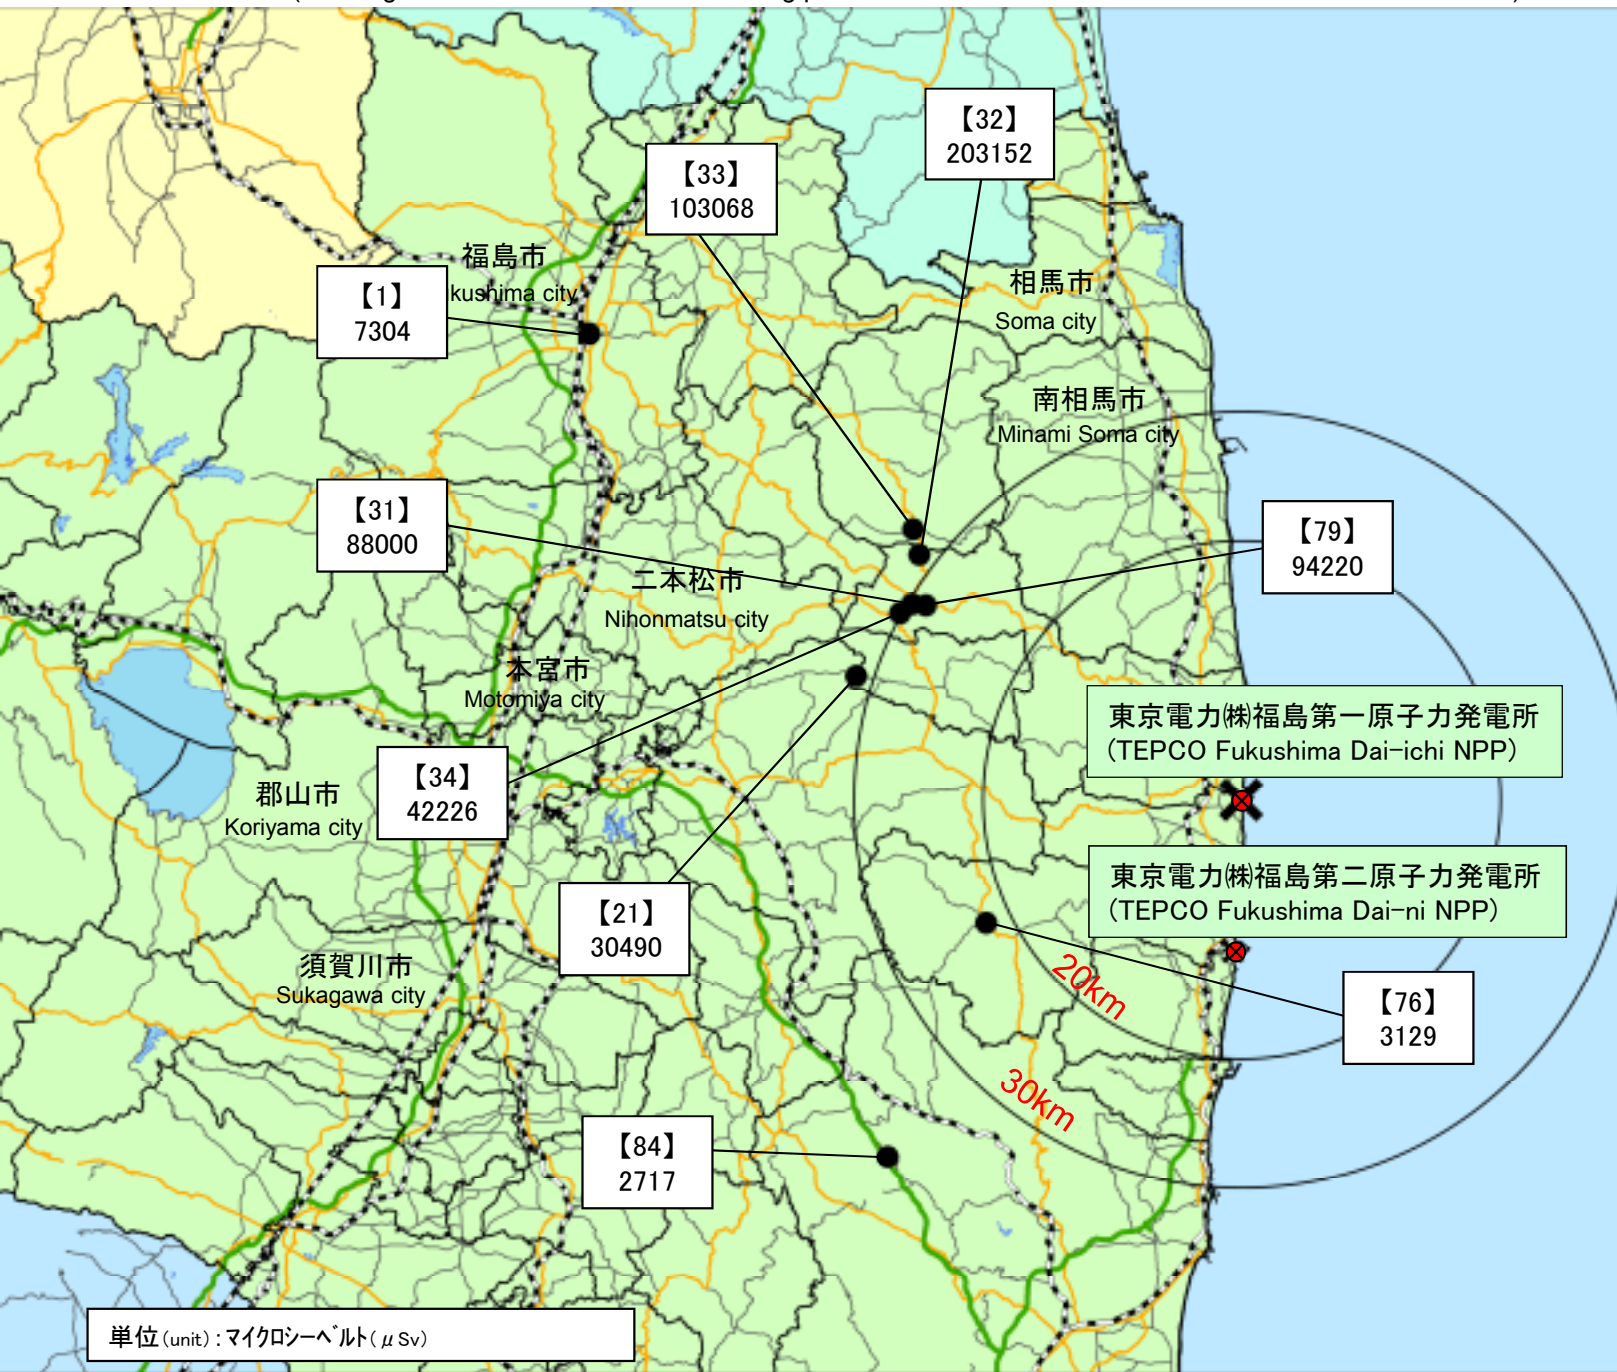 【32】
203152
【33】
103068
福島市
kushima city
【1】
7304
相馬市
Soma city
南相馬市
Minami Soma city
【31】
88000
【79】
94220
二本松市
Nihonmatsu city
本宮市
Motomiya city
東京電力㈱福島第一原子力発電所
(TEPCO Fukushima Dai-ichi NPP)
【34】
42226
郡山市
Koriyama city
東京電力㈱福島第二原子力発電所
(TEPCO Fukushima Dai-ni NPP)
【21】
30490
須賀川市
Sukagawa city
20km
【76】
3129
30km
【84】
2717
単位(unit):マイクロシーベルト(μSv)